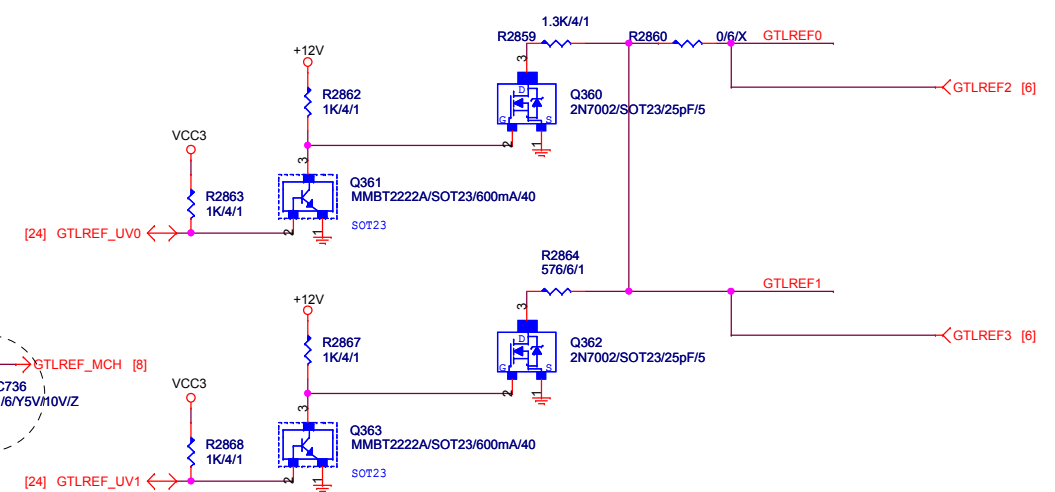 1.3K/4/1
R2859
R2860
0/6/X
GTLREF0
+12V
3
D
Q360
2N7002/SOT23/25pF/5
GTLREF2 [6]
R2862
1K/4/1
G
S
VCC3
2
1
3
Q361
MMBT2222A/SOT23/600mA/40
R2863
1K/4/1
SOT23
[24] GTLREF_UV0
2
1
R2864
576/6/1
GTLREF1
+12V
3
D
Q362
2N7002/SOT23/25pF/5
GTLREF3 [6]
R2867
1K/4/1
G
S
GTLREF_MCH [8]
VCC3
C736
/6/Y5V/10V/Z
2
1
3
Q363
MMBT2222A/SOT23/600mA/40
R2868
1K/4/1
SOT23
[24] GTLREF_UV1
2
1